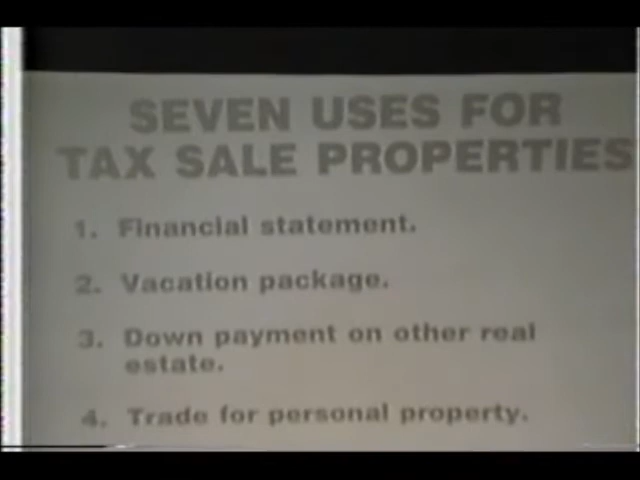 SEVEN USES FOR
TAX SALE PROPERTIES
1. Financial statement.
2. Vacation package.
3. Down payment on other real
estate.
4. Trade for personal property.